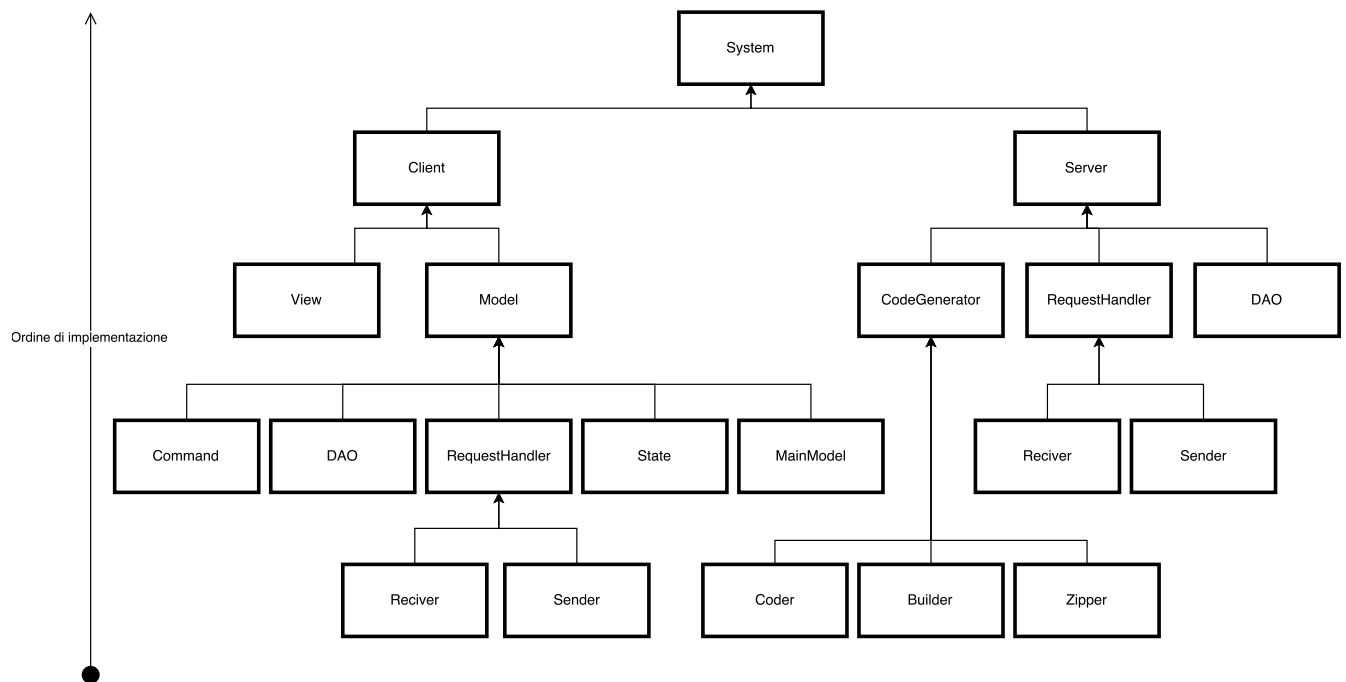 System
Client
Server
View
Model
CodeGenerator
RequestHandler
DAO
Ordine di implementazione
Command
DAO
RequestHandler
State
MainModel
Reciver
Sender
Reciver
Sender
Coder
Builder
Zipper